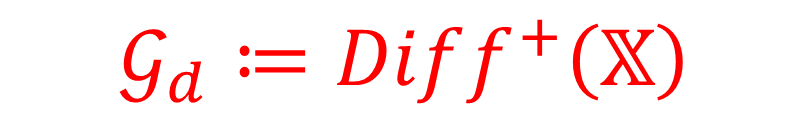 𝒢_d ≔ Diff⁺(𝕏)